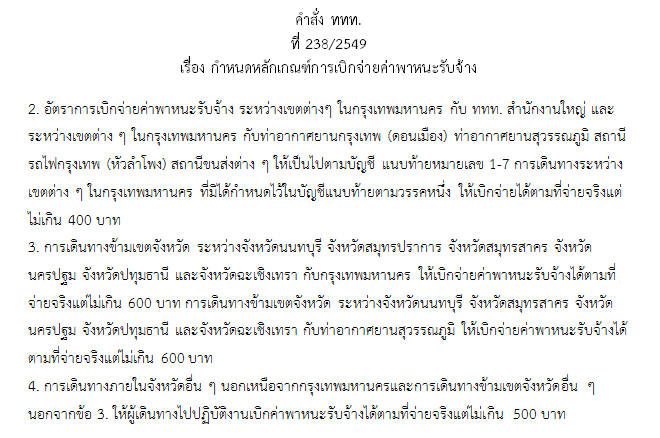 คำสั่ง ททท.
ที่ 238/2549
เรื่อง กำหนดหลักเกณฑ์การเบิกจ่ายค่าพาหนะรับจ้าง
2. อัตราการเบิกจ่ายค่าพาหนะรับจ้าง ระหว่างเขตต่างๆ ในกรุงเทพมหานคร กับ ททท. สำนักงานใหญ่ และ
ระหว่างเขตต่าง ๆ ในกรุงเทพมหานคร กับท่าอากาศยานกรุงเทพ (ดอนเมือง) ท่าอากาศยานสุวรรณภูมิ สถานี
รถไฟกรุงเทพ (หัวลำโพง) สถานีขนส่งต่าง ๆ ให้เป็นไปตามบัญชี แนบท้ายหมายเลข 1-7 การเดินทางระหว่าง
เขตต่าง ๆ ในกรุงเทพมหานคร ที่มิได้กำหนดไว้ในบัญชีแนบท้ายตามวรรคหนึ่ง ให้เบิกจ่ายได้ตามที่จ่ายจริงแต่
ไม่เกิน 400 บาท
3. การเดินทางข้ามเขตจังหวัด ระหว่างจังหวัดนนทบุรี จังหวัดสมุทรปราการ จังหวัดสมุทรสาคร จังหวัด
นครปฐม จังหวัดปทุมธานี และจังหวัดฉะเชิงเทรา กับกรุงเทพมหานคร ให้เบิกจ่ายค่าพาหนะรับจ้างได้ตามที่
จ่ายจริงแต่ไม่เกิน 600 บาท การเดินทางข้ามเขตจังหวัด ระหว่างจังหวัดนนทบุรี จังหวัดสมุทรสาคร จังหวัด
นครปฐม จังหวัดปทุมธานี และจังหวัดฉะเชิงเทรา กับท่าอากาศยานสุวรรณภูมิ ให้เบิกจ่ายค่าพาหนะรับจ้างได้
ตามที่จ่ายจริงแต่ไม่เกิน 600 บาท
4. การเดินทางภายในจังหวัดอื่น ๆ นอกเหนือจากกรุงเทพมหานครและการเดินทางข้ามเขตจังหวัดอื่น ๆ
นอกจากข้อ 3. ให้ผู้เดินทางไปปฏิบัติงานเบิกค่าพาหนะรับจ้างได้ตามที่จ่ายจริงแต่ไม่เกิน 500 บาท